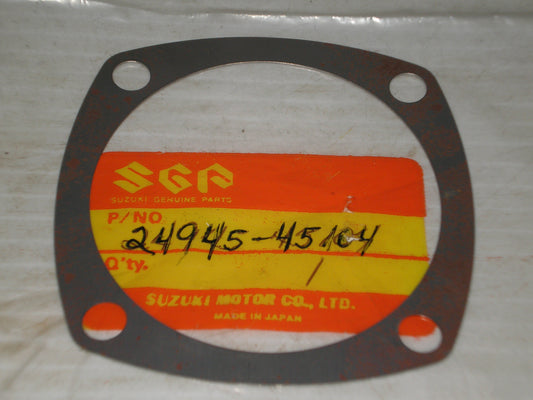 SGP
SUZUKI GENUINE PARTS
P/NO
24945-45104
Q'ty. 1
SUZUKI MOTOR CO., LTD.
MADE IN JAPAN